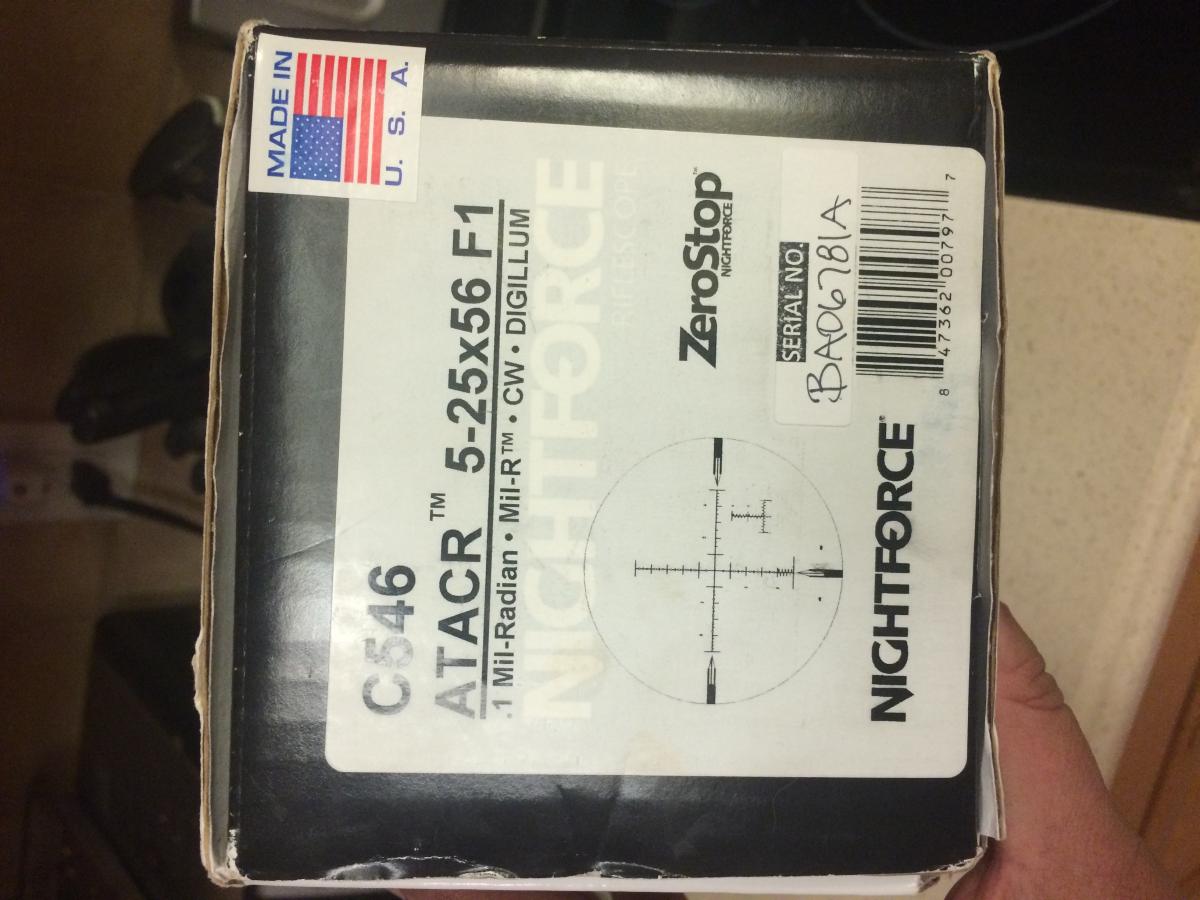 MADE IN
U. S. A.
C546
ATACR™ 5-25x56 F1
.1 Mil-Radian • Mil-R™ • CW • DIGILLUM
NIGHTFORCE
RIFLESCOPE
ZeroStop™
NIGHTFORCE
SERIAL NO.
BA06781A
8 47362 00797 7
NIGHTFORCE®